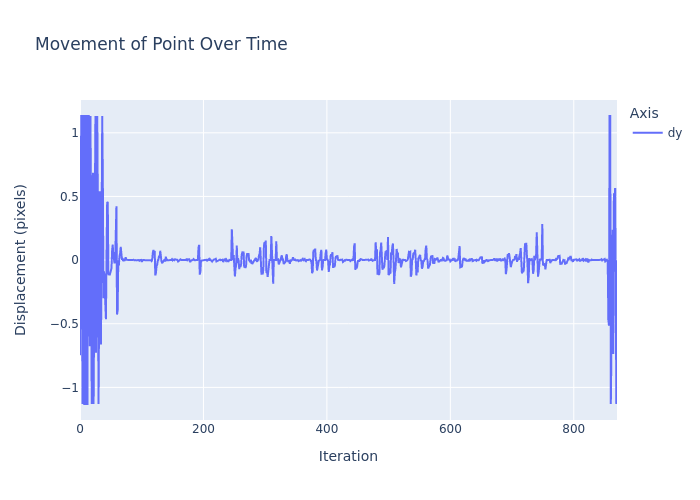 Movement of Point Over Time
Axis
dy
Displacement (pixels)
1
0.5
0
−0.5
−1
0
200
400
600
800
Iteration